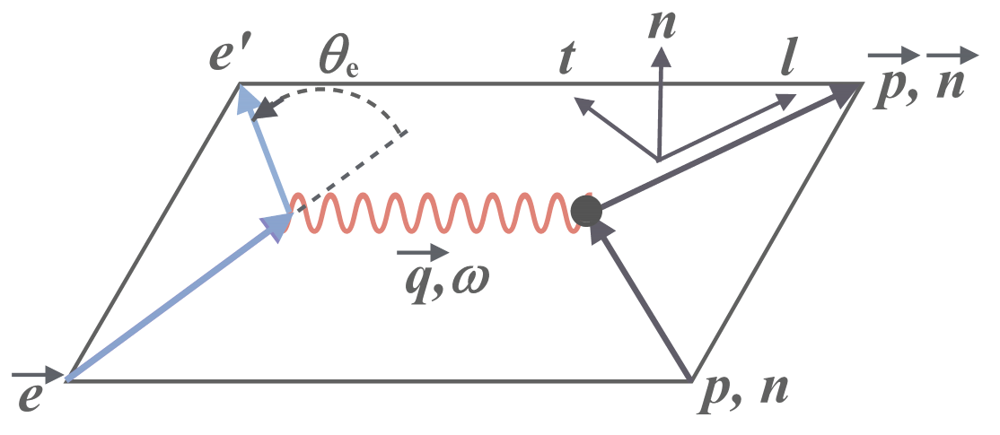 n
e′ θe t l
p⃗, n⃗
q⃗, ω
e⃗ p, n